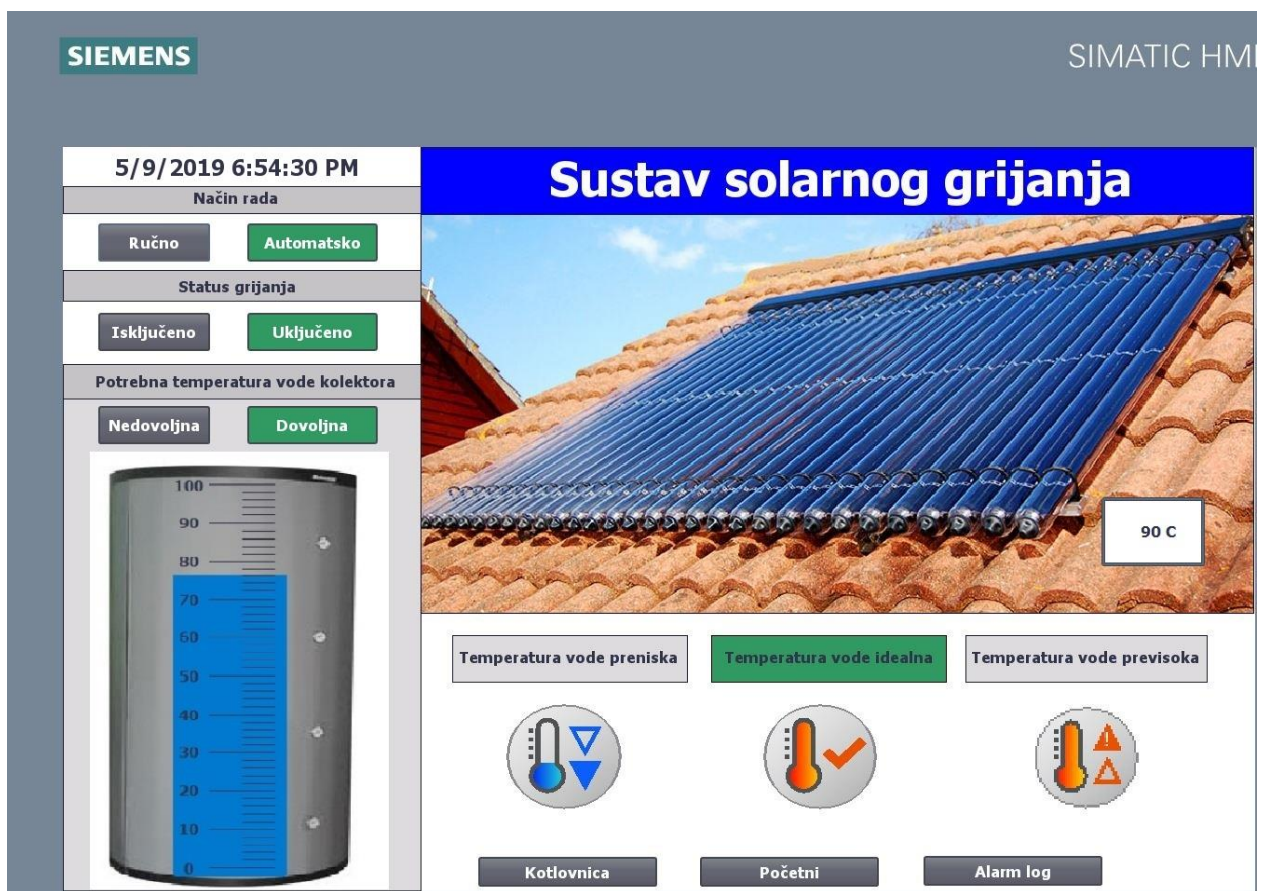 SIEMENS
SIMATIC HMI
5/9/2019 6:54:30 PM
Način rada
Ručno
Automatsko
Status grijanja
Isključeno
Uključeno
Potrebna temperatura vode kolektora
Nedovoljna
Dovoljna
100
90
80
70
60
50
40
30
20
10
0
Sustav solarnog grijanja
90 C
Temperatura vode preniska
Temperatura vode idealna
Temperatura vode previsoka
Kotlovnica
Početni
Alarm log